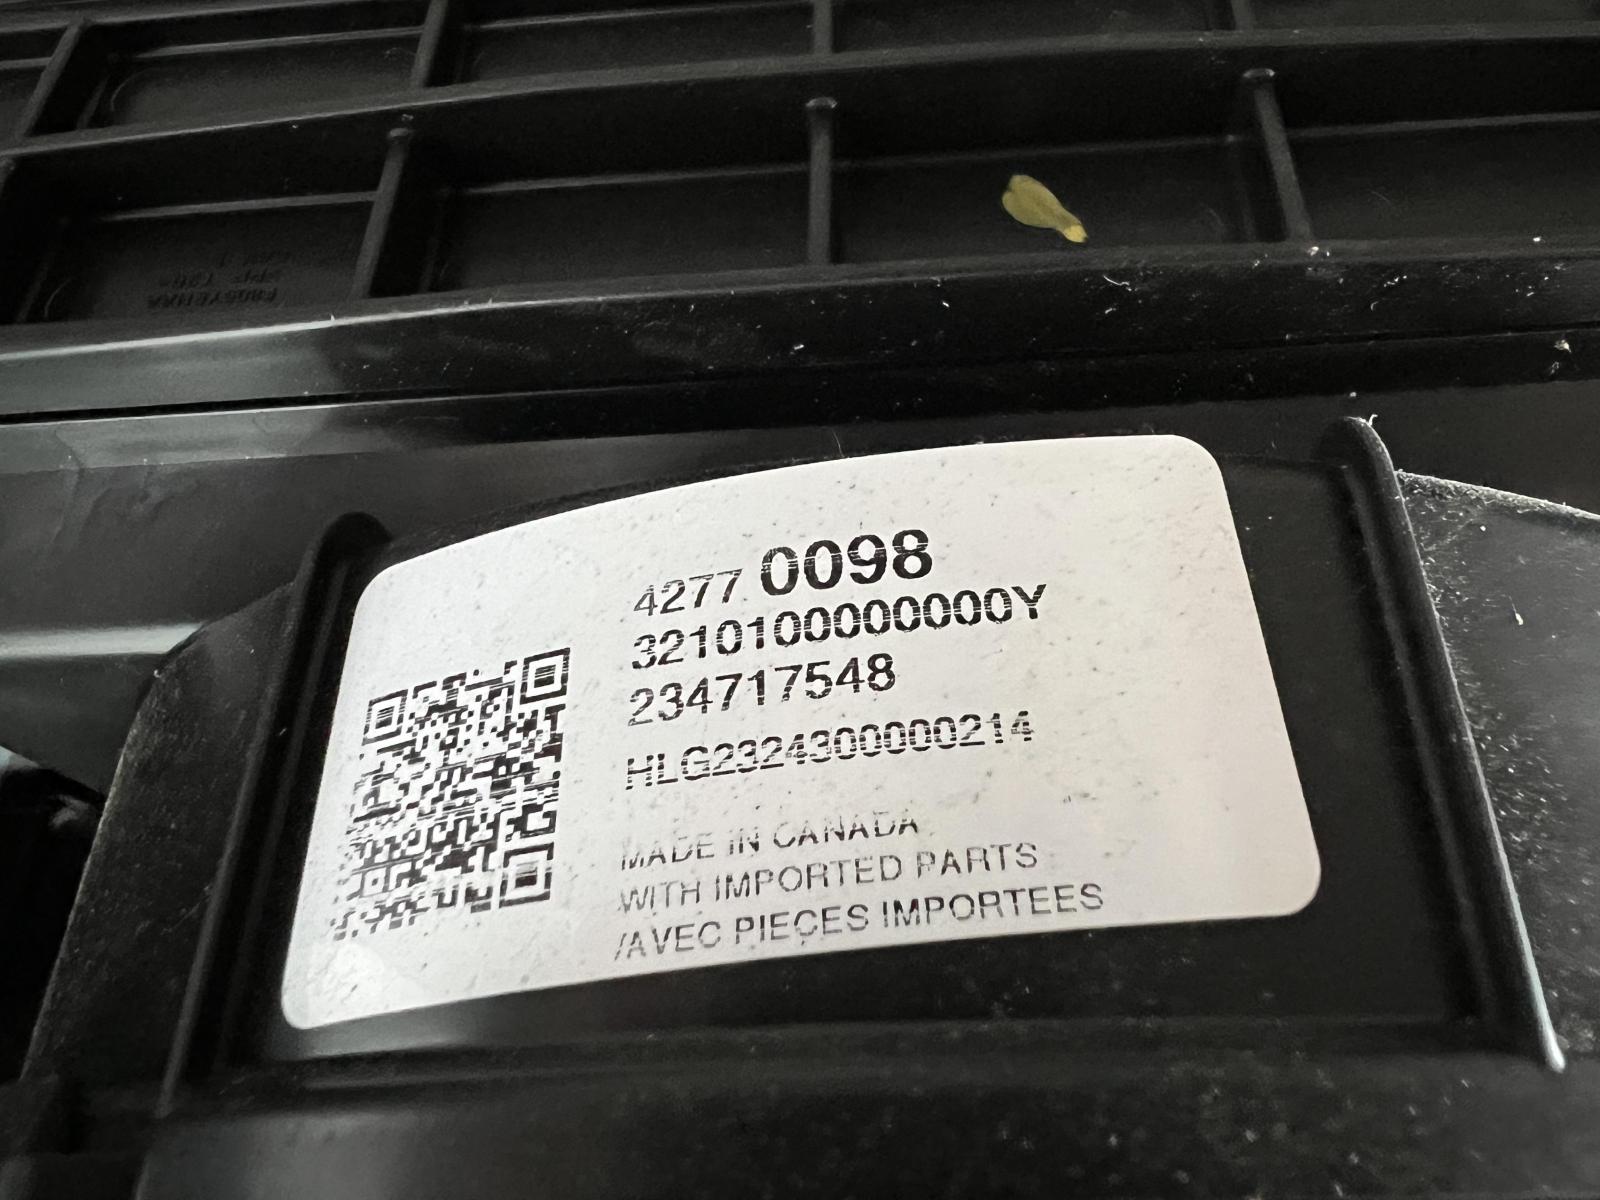 4277 0098
3210100000000Y
234717548
HLG2324300000214
MADE IN CANADA
WITH IMPORTED PARTS
/AVEC PIECES IMPORTEES